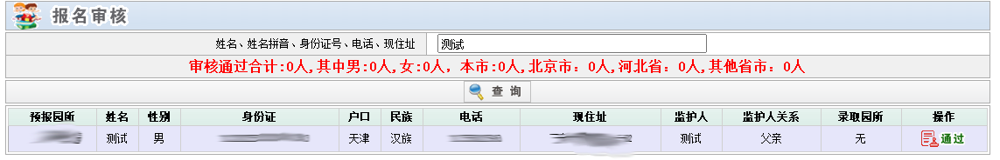 报名审核
姓名、姓名拼音、身份证号、电话、现住址 测试
审核通过合计:0人,其中男:0人,女:0人，本市:0人,北京市：0人,河北省：0人,其他省市：0人
查 询
预报园所 姓名 性别 身份证 户口 民族 电话 现住址 监护人 监护人关系 录取园所 操作
测试 男 天津 汉族 测试 父亲 无 通过